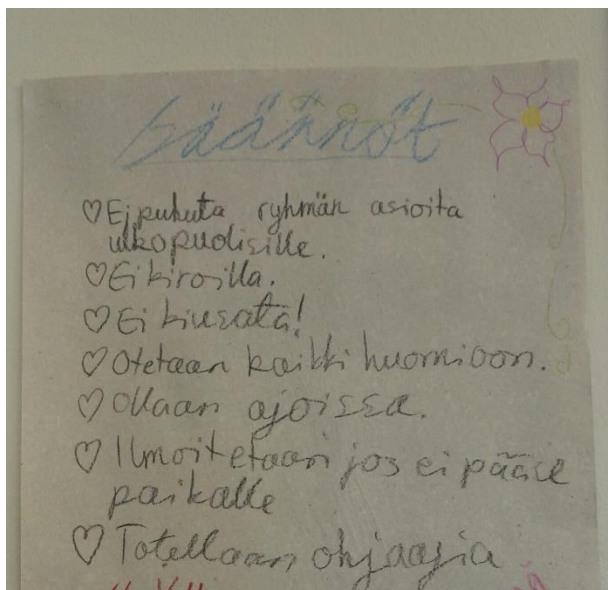 Säännöt
♡ Ei puhuta ryhmän asioita
ulkopuolisille.
♡ Ei kiroilla.
♡ Ei kiusata!
♡ Otetaan kaikki huomioon.
♡ Ollaan ajoissa.
♡ Ilmoitetaan jos ei pääse
paikalle
♡ Totellaan ohjaajia